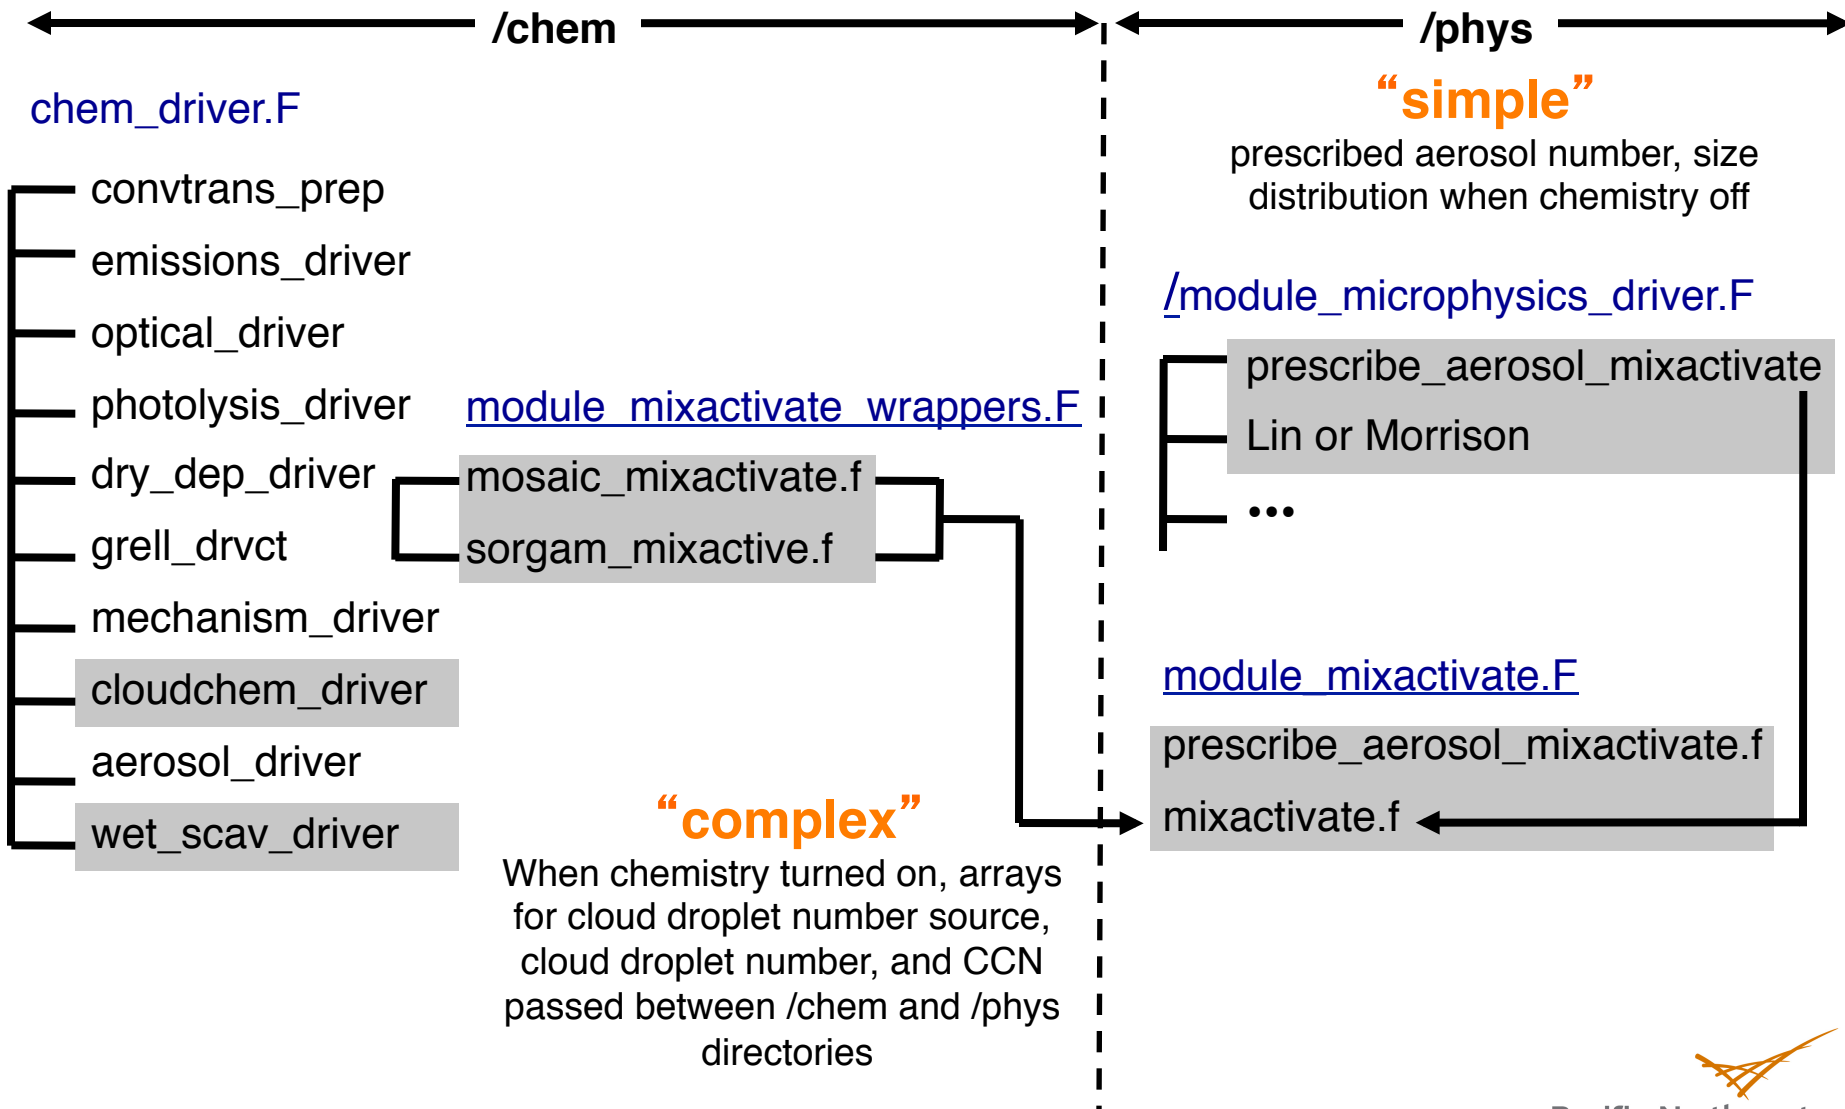 /chem
/phys
chem_driver.F
convtrans_prep
emissions_driver
optical_driver
photolysis_driver
dry_dep_driver
grell_drvct
mechanism_driver
cloudchem_driver
aerosol_driver
wet_scav_driver
module_mixactivate_wrappers.F
mosaic_mixactivate.f
sorgam_mixactive.f
“complex”
When chemistry turned on, arrays
for cloud droplet number source,
cloud droplet number, and CCN
passed between /chem and /phys
directories
“simple”
prescribed aerosol number, size
distribution when chemistry off
/module_microphysics_driver.F
prescribe_aerosol_mixactivate
Lin or Morrison
...
module_mixactivate.F
prescribe_aerosol_mixactivate.f
mixactivate.f